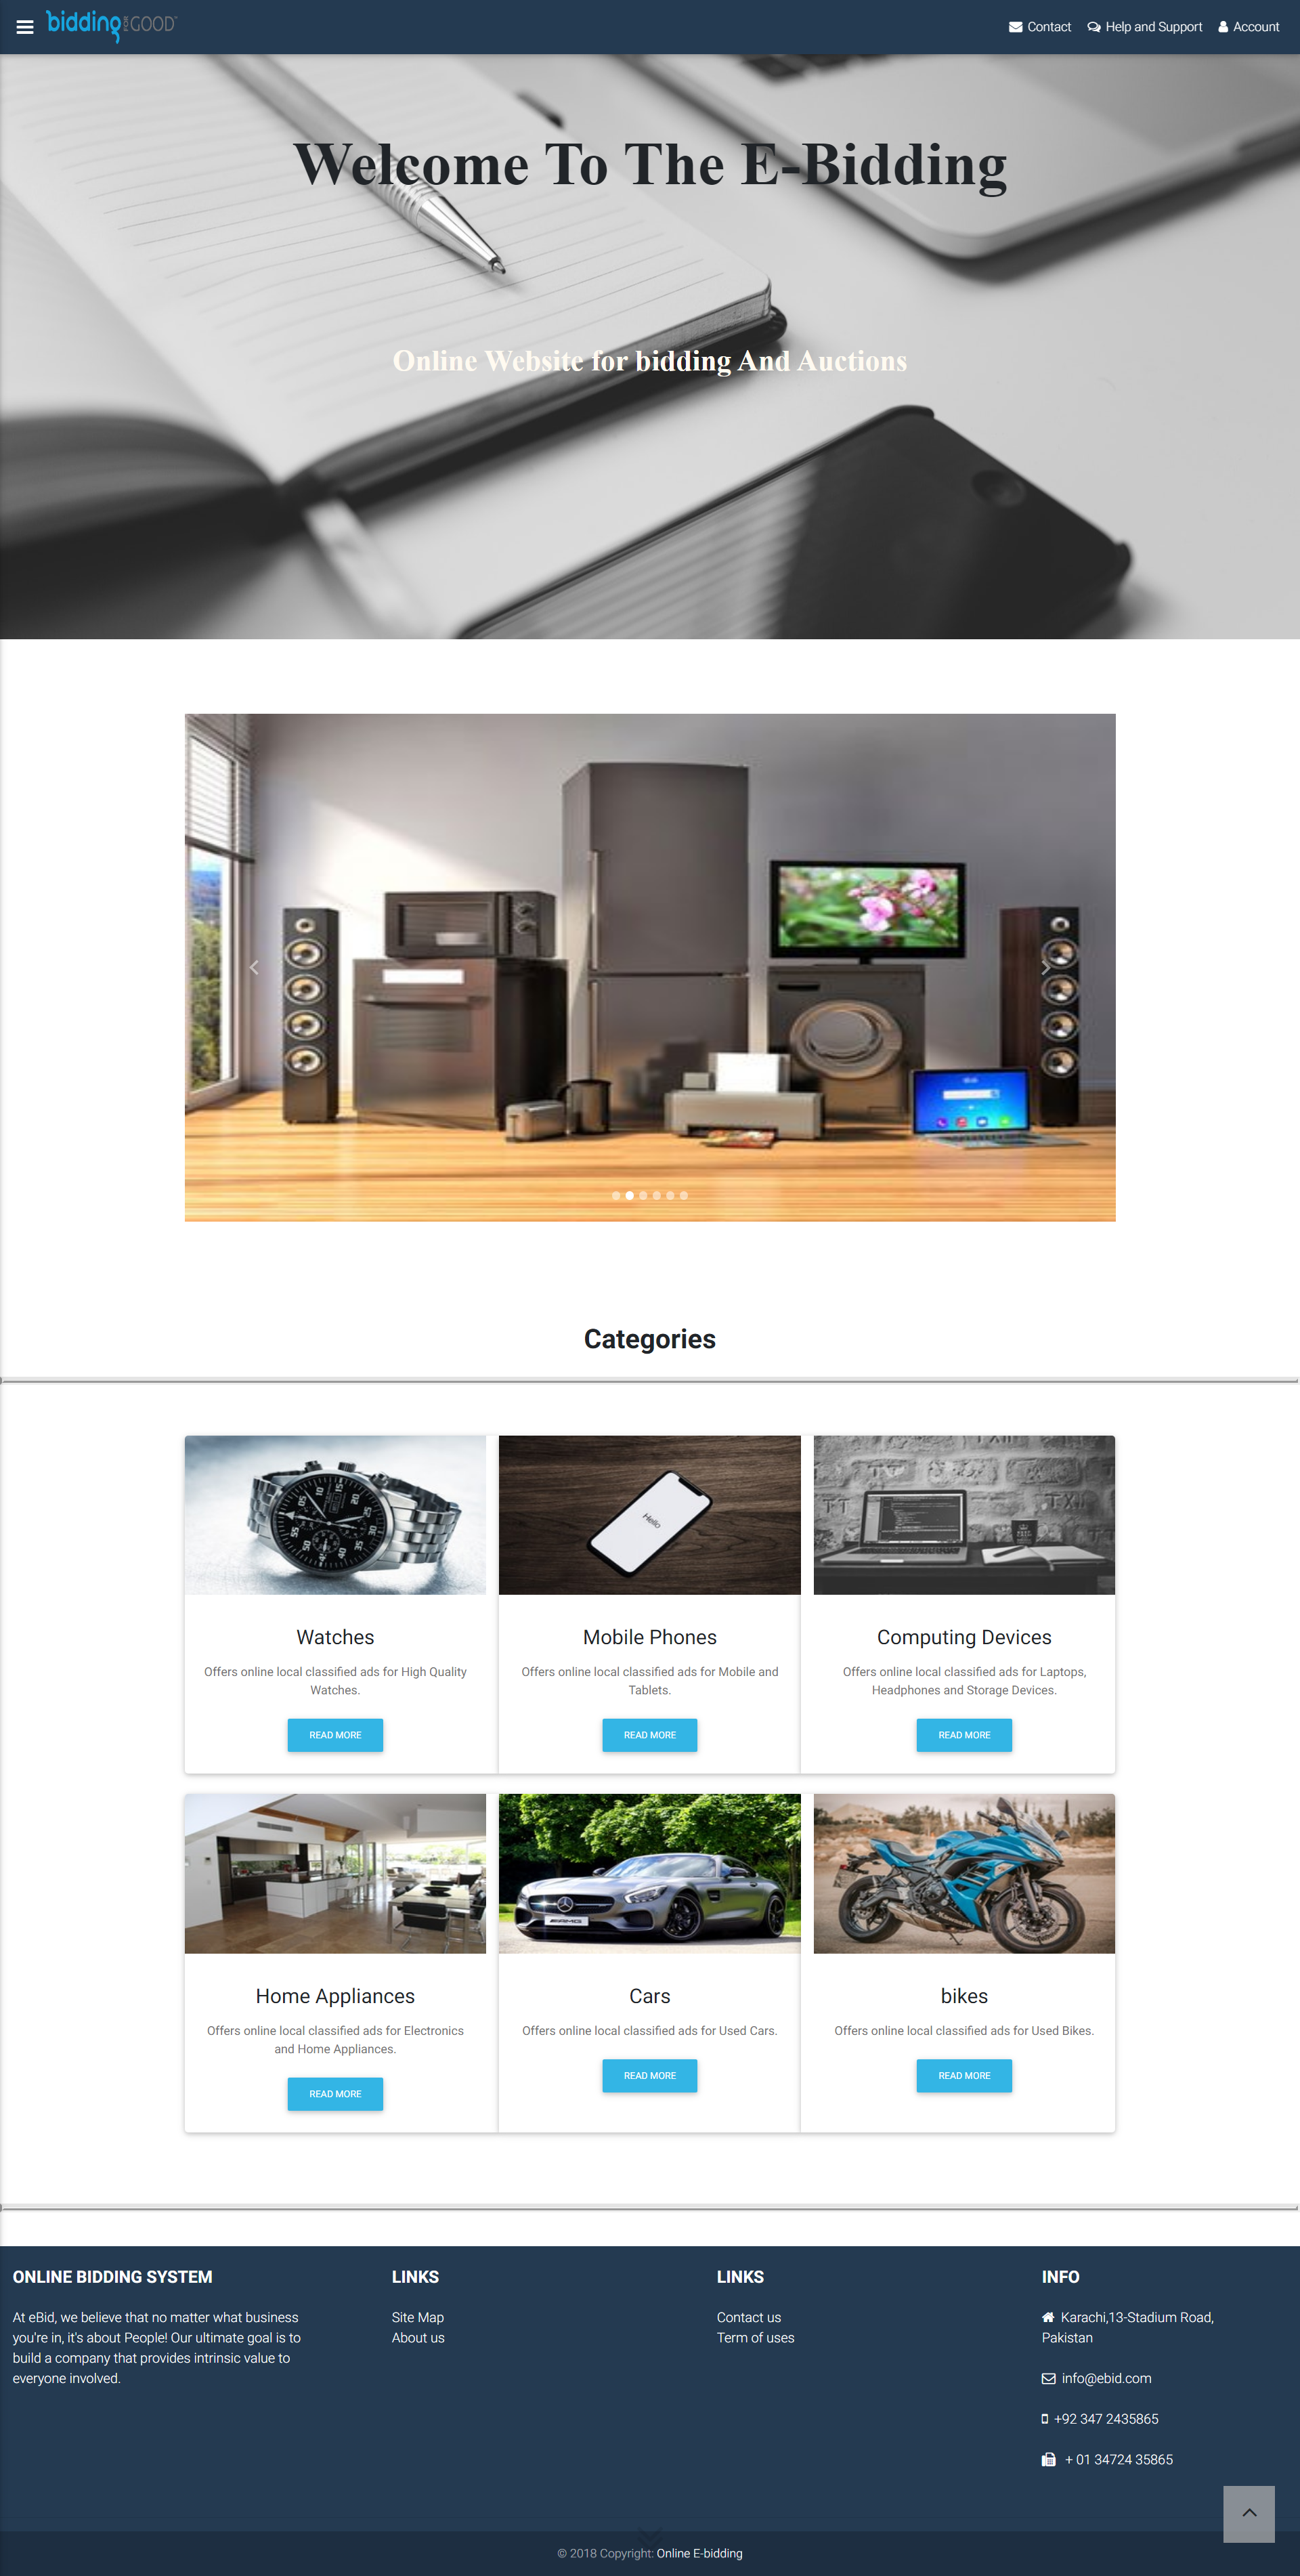 bidding FOR GOOD
Contact
Help and Support
Account
Welcome To The E-Bidding
Online Website for bidding And Auctions
Categories
Hello
Watches
Offers online local classified ads for High Quality
Watches.
READ MORE
Mobile Phones
Offers online local classified ads for Mobile and
Tablets.
READ MORE
Computing Devices
Offers online local classified ads for Laptops,
Headphones and Storage Devices.
READ MORE
AMG
Home Appliances
Offers online local classified ads for Electronics
and Home Appliances.
READ MORE
Cars
Offers online local classified ads for Used Cars.
READ MORE
bikes
Offers online local classified ads for Used Bikes.
READ MORE
ONLINE BIDDING SYSTEM
At eBid, we believe that no matter what business
you're in, it's about People! Our ultimate goal is to
build a company that provides intrinsic value to
everyone involved.
LINKS
Site Map
About us
LINKS
Contact us
Term of uses
INFO
Karachi,13-Stadium Road,
Pakistan
info@ebid.com
+92 347 2435865
+ 01 34724 35865
© 2018 Copyright: Online E-bidding